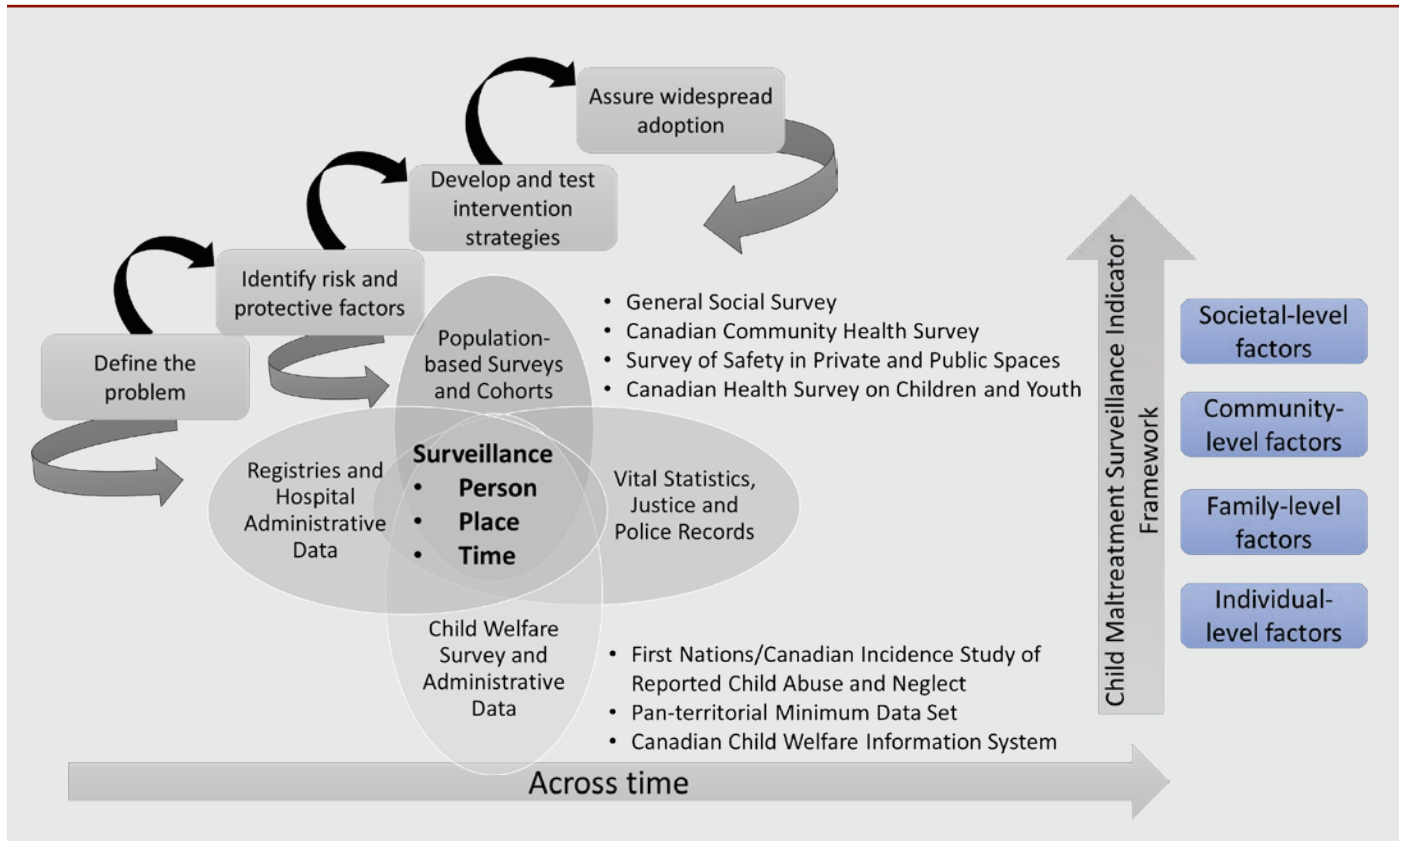 Assure widespread
adoption
Develop and test
intervention
strategies
Identify risk and
protective factors
Define the
problem
Population-
based Surveys
and Cohorts
• General Social Survey
• Canadian Community Health Survey
• Survey of Safety in Private and Public Spaces
• Canadian Health Survey on Children and Youth
Registries and
Hospital
Administrative
Data
Surveillance
• Person
• Place
• Time
Vital Statistics,
Justice and
Police Records
Child Welfare
Survey and
Administrative
Data
• First Nations/Canadian Incidence Study of
Reported Child Abuse and Neglect
• Pan-territorial Minimum Data Set
• Canadian Child Welfare Information System
Across time
Child Maltreatment Surveillance Indicator
Framework
Societal-level
factors
Community-
level factors
Family-level
factors
Individual-
level factors